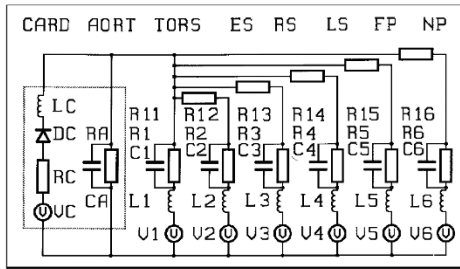 CARD AORT TORS ES RS LS FP NP
LC
DC RA R11 R12 R13 R14 R15 R16
R1 R2 R3 R4 R5 R6
RC C1 C2 C3 C4 C5 C6
VC CA L1 L2 L3 L4 L5 L6
V1 V2 V3 V4 V5 V6